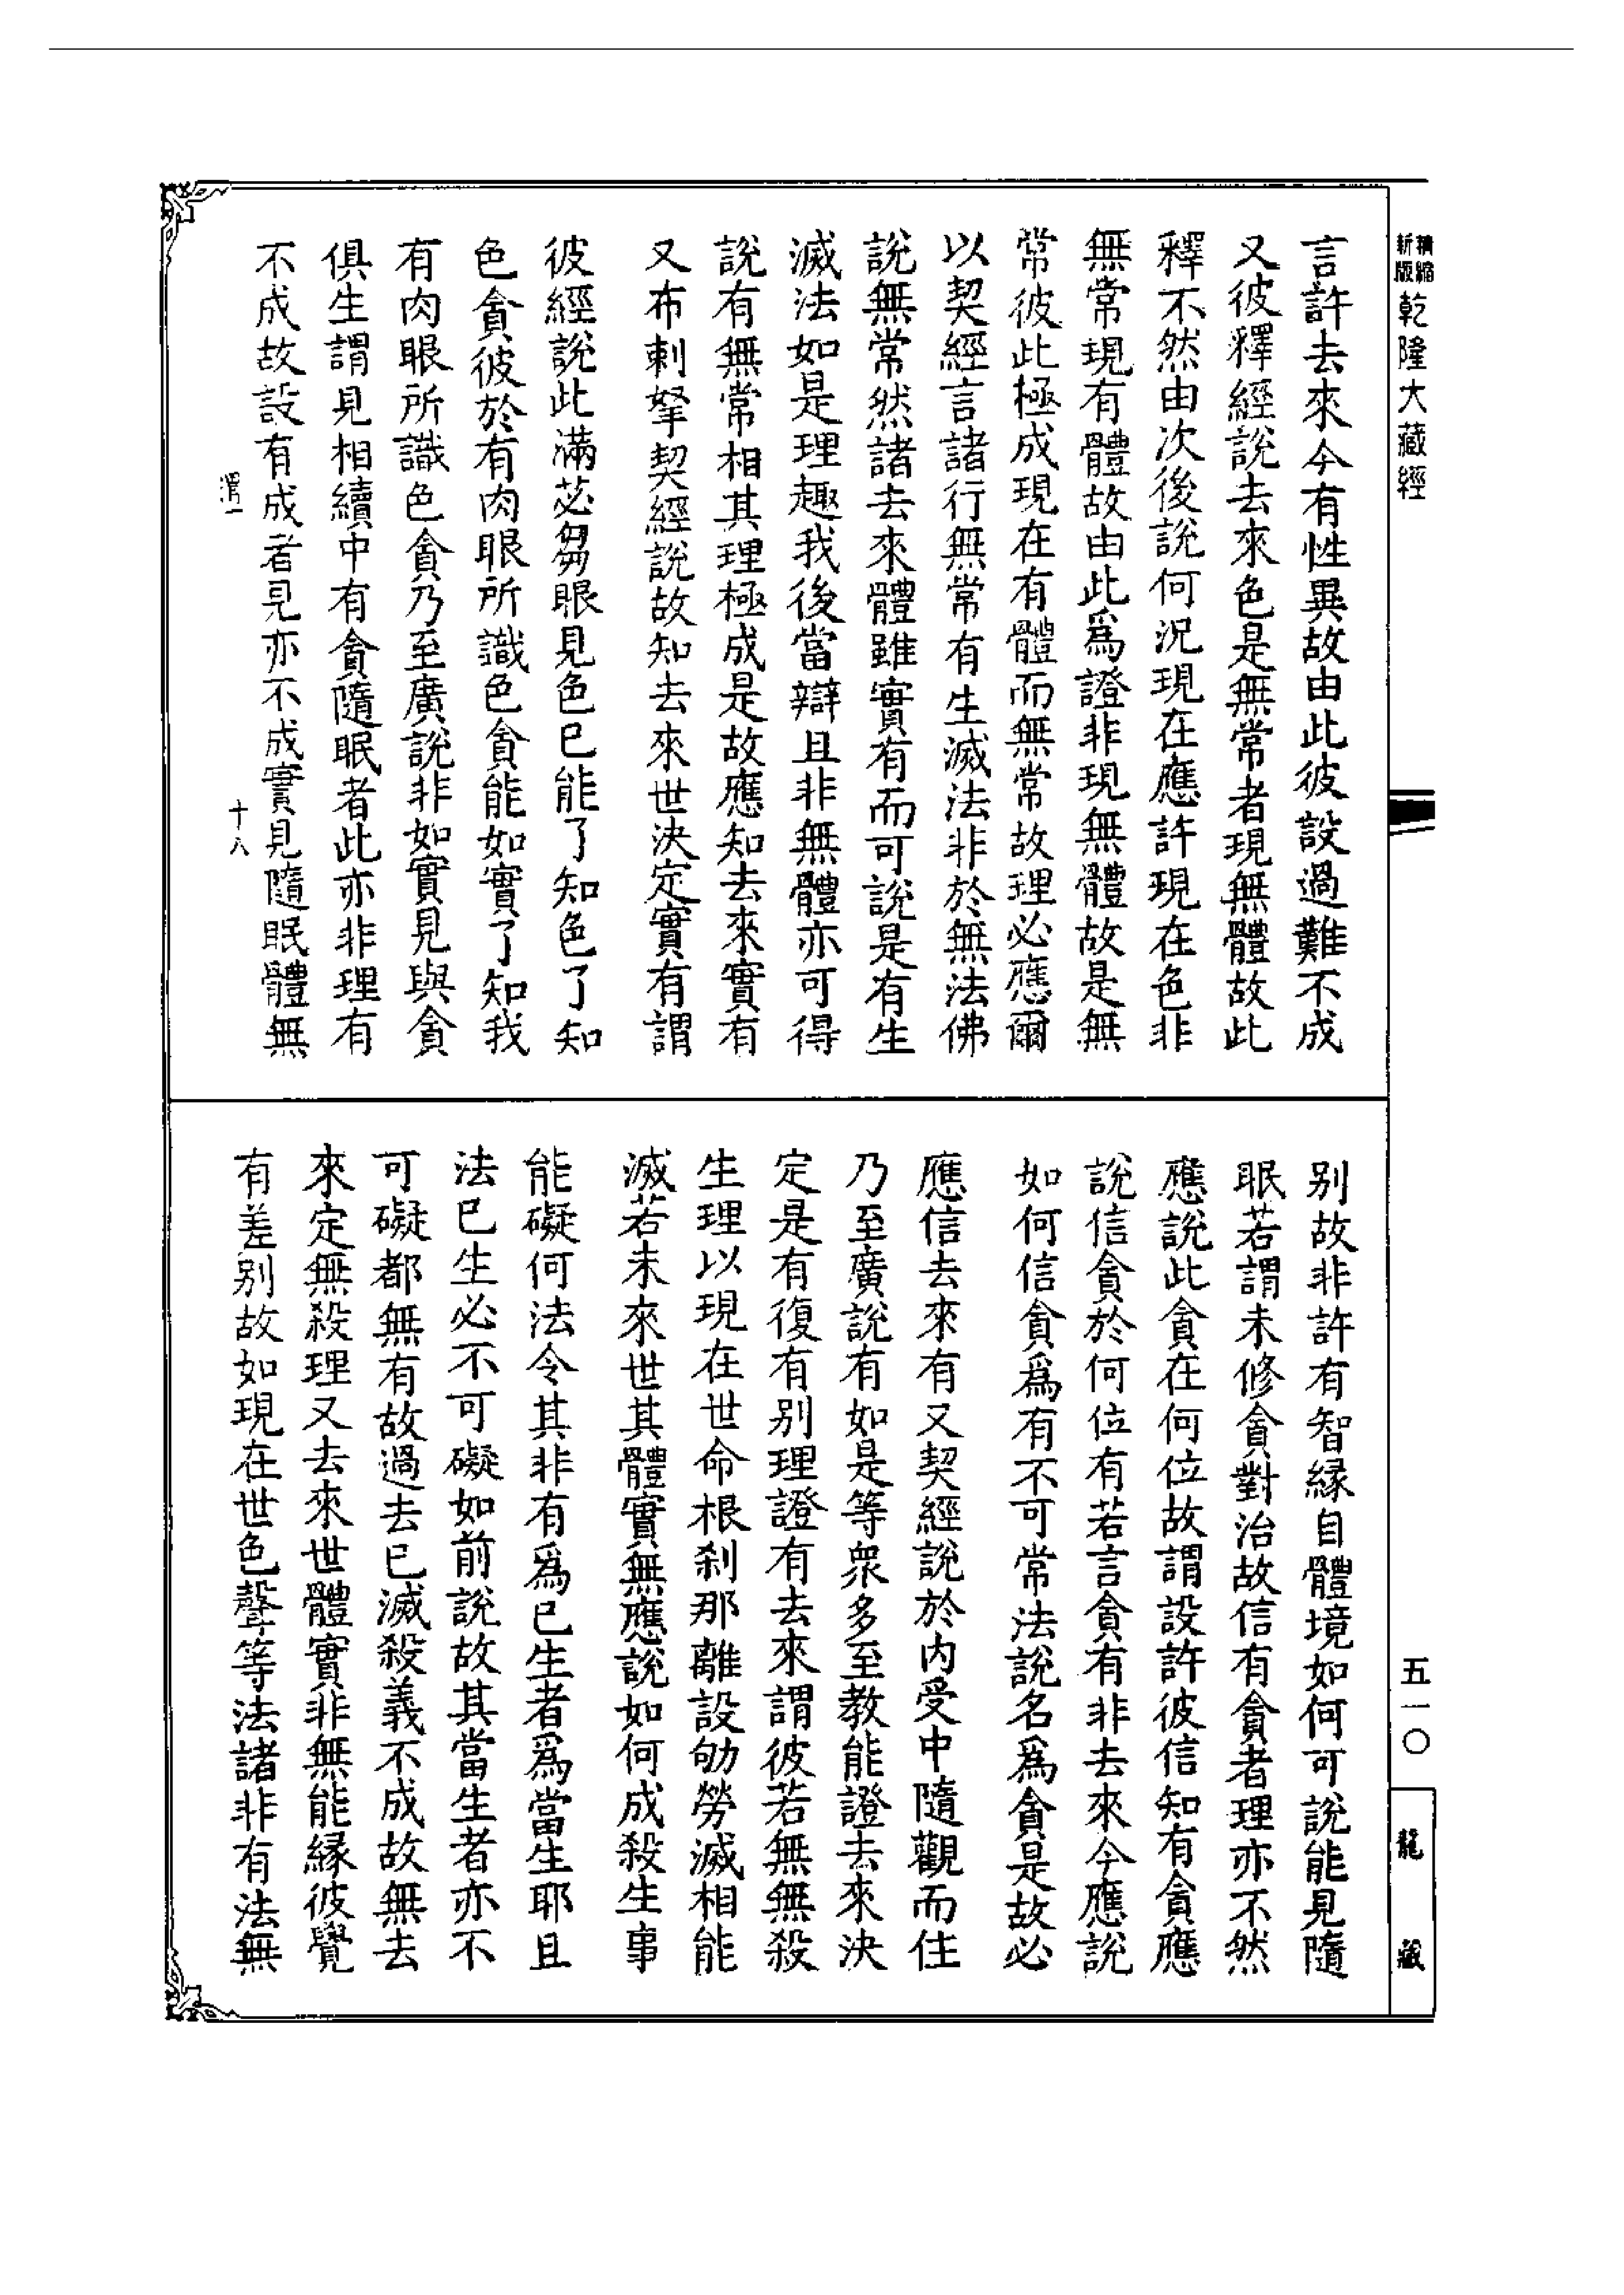 精縮新版乾隆大藏經
言許去來今有性異故由此彼設過難不成
又彼釋經說去來色是無常者現無體故此
釋不然由次後說何況現在應許現在色非
無常現有體故由此爲證非現無體故是無
常彼此極成現在有體而無常故理必應爾
以契經言諸行無常有生滅法非於無法佛
說無常然諸去來體雖實有而可說是有生
滅法如是理趣我後當辯且非無體亦可得
說有無常相其理極成是故應知去來實有
又布剌拏契經說故知去來世決定實有謂
彼經說此滿苾芻眼見色已能了知色了知
色貪彼於有肉眼所識色貪能如實了知我
有肉眼所識色貪乃至廣說非如實見與貪
俱生謂見相續中有貪隨眠者此亦非理有
不成故設有成者見亦不成實見隨眠體無
渭一 十八
別故非許有智緣自體境如何可說能見隨
眠若謂未修貪對治故信有貪者理亦不然
應說此貪在何位故謂設許彼信知有貪應
說信貪於何位有若言貪有非去來今應說
如何信貪爲有不可常法說名爲貪是故必
應信去來有又契經說於內受中隨觀而住
乃至廣說有如是等眾多至教能證去來決
定是有復有別理證有去來謂彼若無無殺
生理以現在世命根刹那離設劬勞滅相能
滅若未來世其體實無應說如何成殺生事
能礙何法令其非有爲已生者爲當生耶且
法已生必不可礙如前說故其當生者亦不
可礙都無有故過去已滅殺義不成故無去
來定無殺理又去來世體實非無能緣彼覺
有差別故如現在世色聲等法諸非有法無
五一〇
龍藏